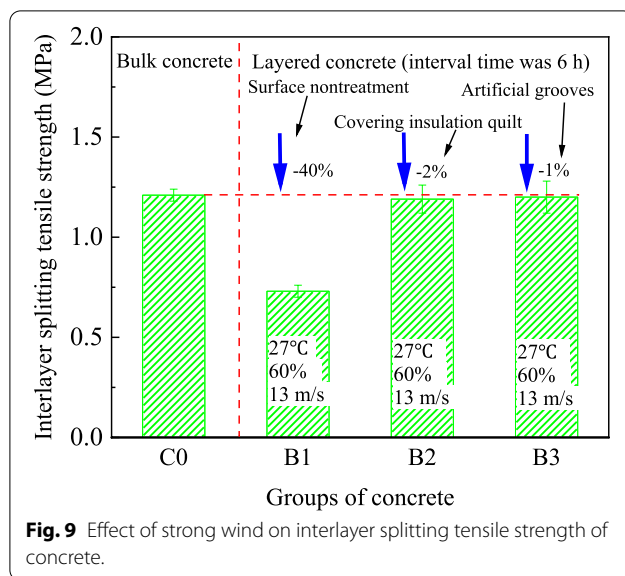 2.0
1.5
1.0
0.5
0.0
Interlayer splitting tensile strength (MPa)
Bulk concrete
Layered concrete (interval time was 6 h)
Surface nontreatment
Artificial grooves
Covering insulation quilt
-40%
-2%
-1%
27℃
60%
13 m/s
27℃
60%
13 m/s
27℃
60%
13 m/s
C0 B1 B2 B3
Groups of concrete
Fig. 9 Effect of strong wind on interlayer splitting tensile strength of
concrete.